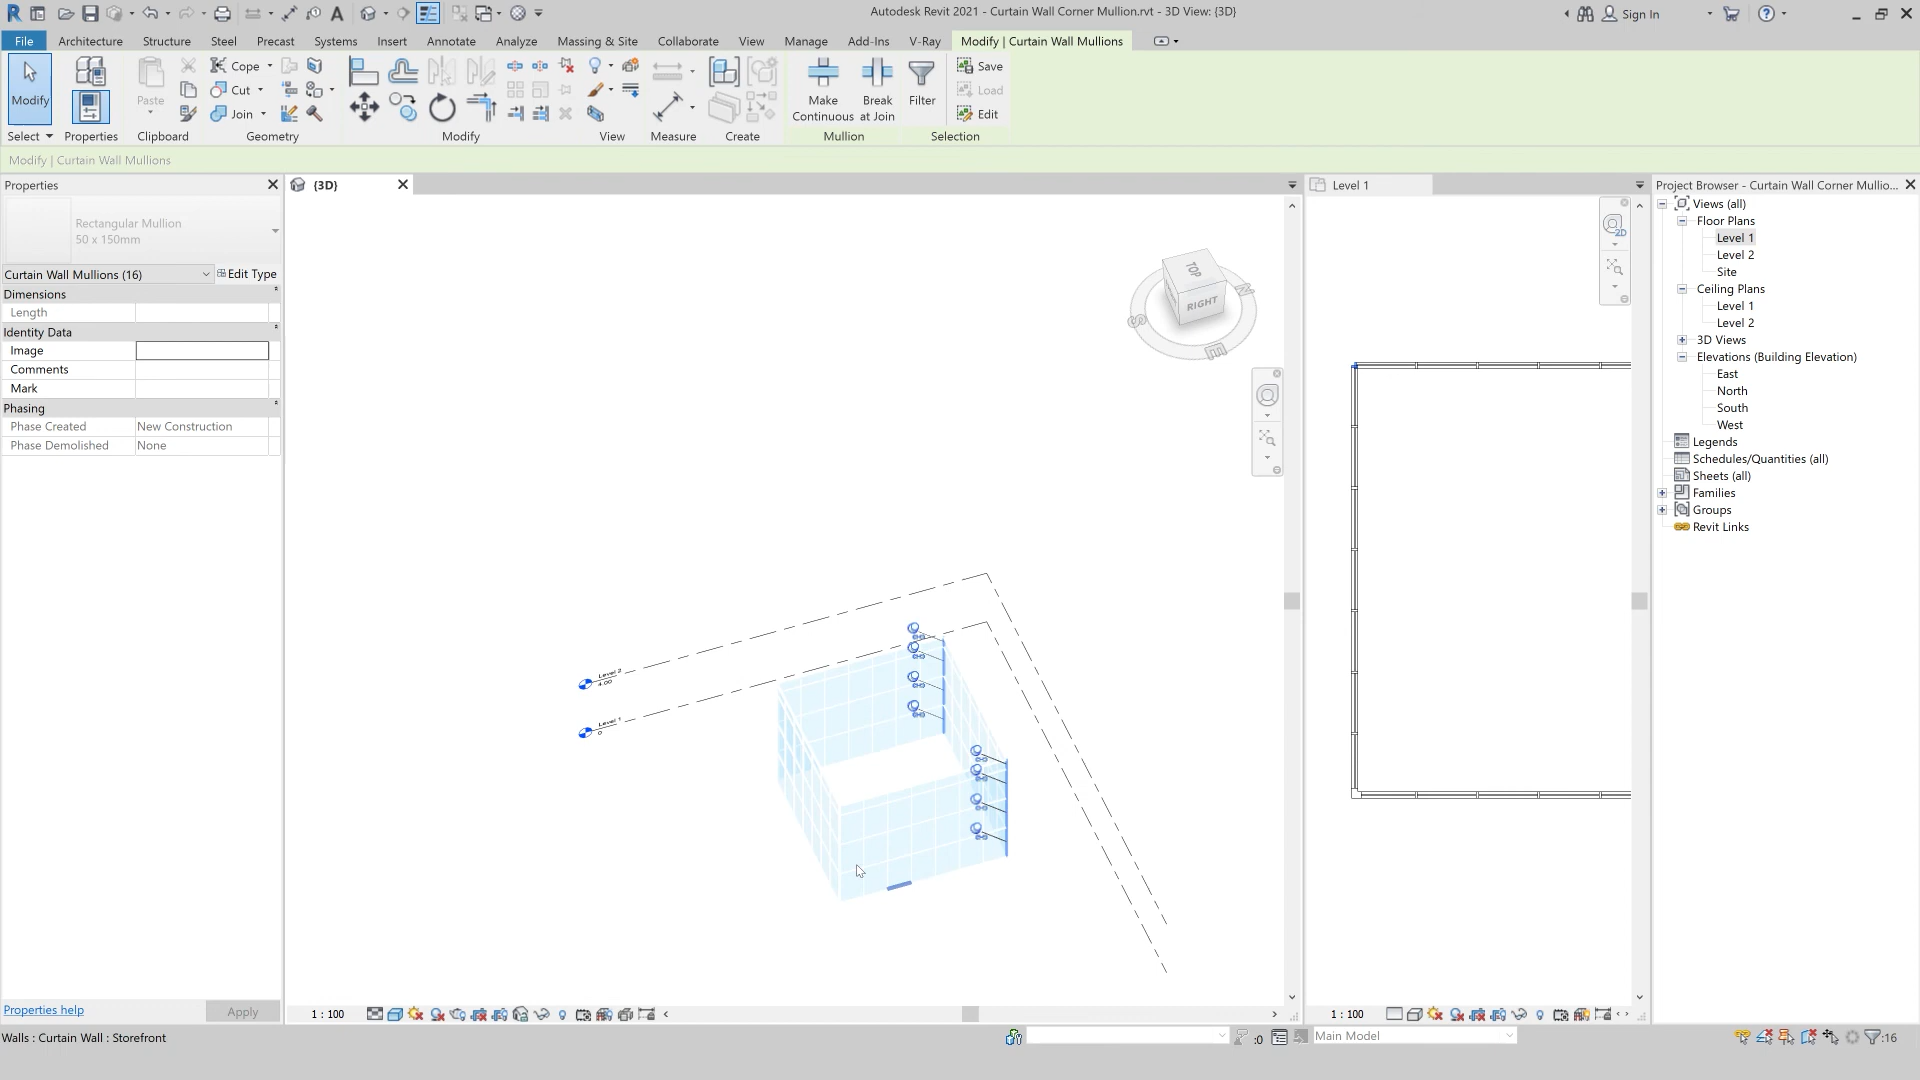 Autodesk Revit 2021 - Curtain Wall Corner Mullion.rvt - 3D View: {3D}
Sign In
File Architecture Structure Steel Precast Systems Insert Annotate Analyze Massing & Site Collaborate View Manage Add-Ins V-Ray Modify | Curtain Wall Mullions
Modify
Paste
Cope
Cut
Join
Make Continuous
Break at Join
Filter
Save
Load
Edit
Select Properties Clipboard Geometry Modify View Measure Create Mullion Selection
Modify | Curtain Wall Mullions
Properties
Rectangular Mullion
50 x 150mm
Curtain Wall Mullions (16)
Edit Type
Dimensions
Length
Identity Data
Image
Comments
Mark
Phasing
Phase Created New Construction
Phase Demolished None
Properties help
Apply
{3D}
TOP
RIGHT
N
S
E
Level 2
4.00
Level 1
0
1 : 100
Level 1
2D
1 : 100
Project Browser - Curtain Wall Corner Mullio...
Views (all)
Floor Plans
Level 1
Level 2
Site
Ceiling Plans
Level 1
Level 2
3D Views
Elevations (Building Elevation)
East
North
South
West
Legends
Schedules/Quantities (all)
Sheets (all)
Families
Groups
Revit Links
Walls : Curtain Wall : Storefront
:0
Main Model
:16